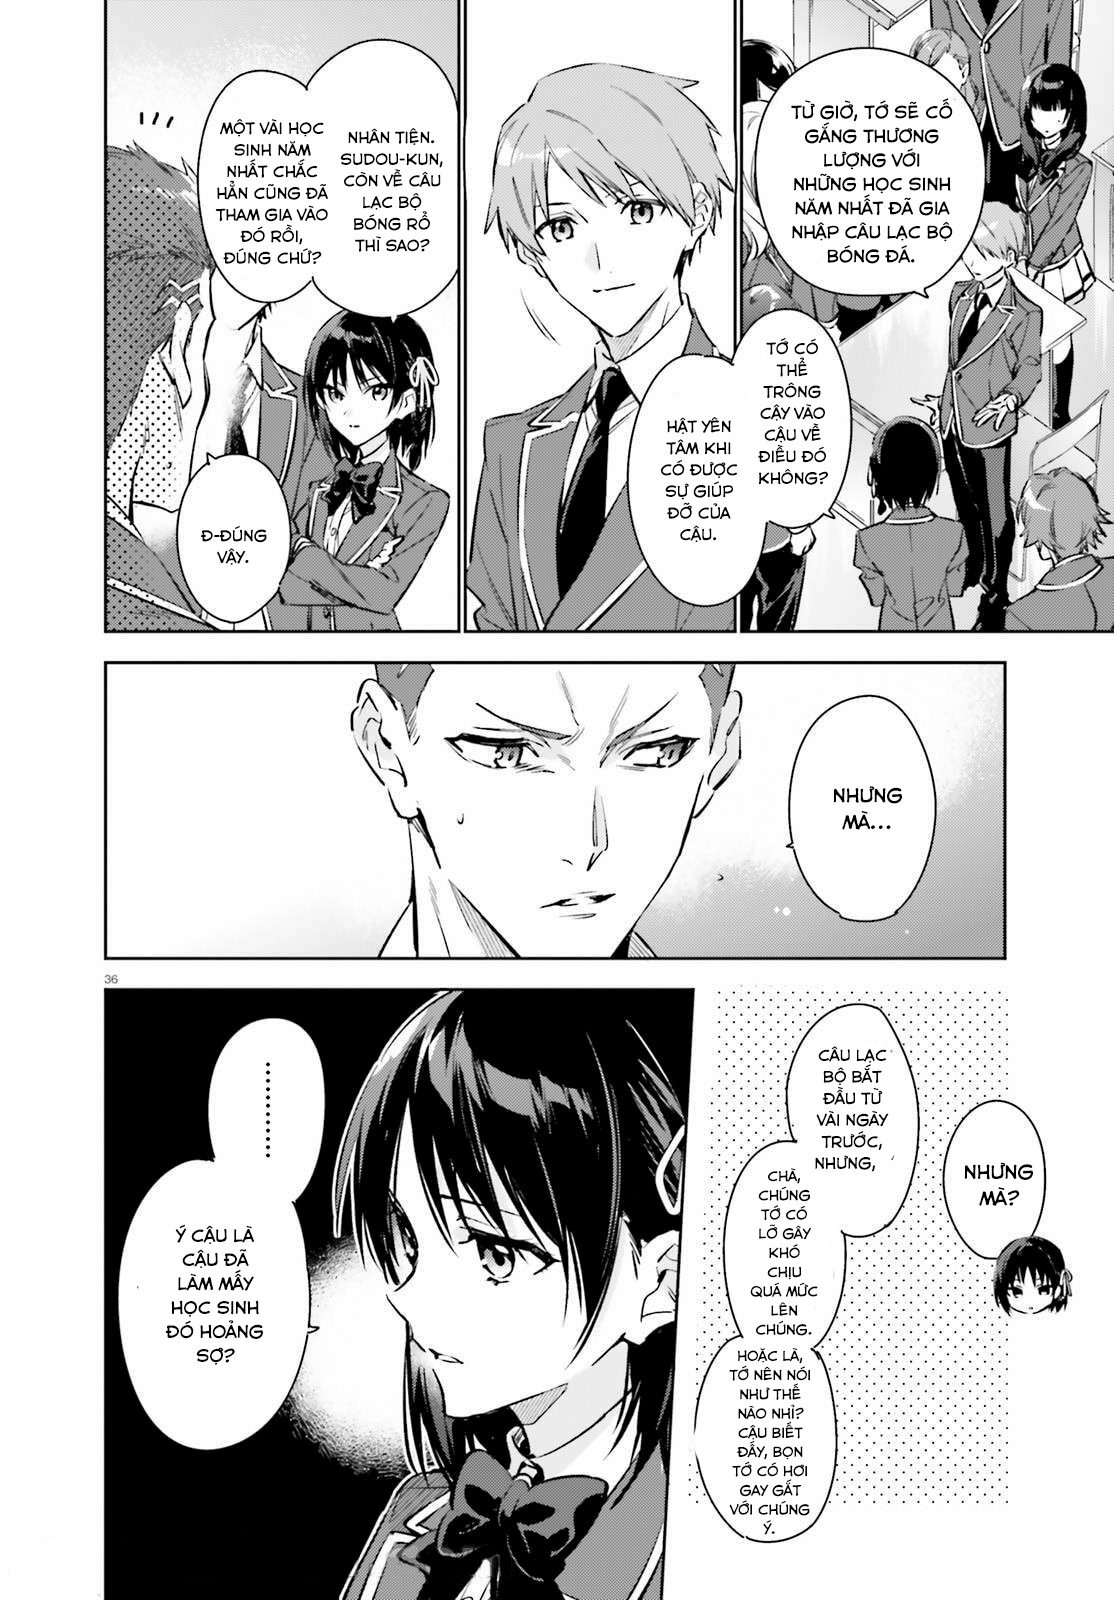 TỪ GIỜ, TỚ SẼ CỐ
GẮNG THƯƠNG
LƯỢNG VỚI
NHỮNG HỌC SINH
NĂM NHẤT ĐÃ GIA
NHẬP CÂU LẠC BỘ
BÓNG ĐÁ.
TỚ CÓ
THỂ
TRÔNG
CẬY VÀO
CẬU VỀ
ĐIỀU ĐÓ
KHÔNG?
HẬT YÊN
TÂM KHI
CÓ ĐƯỢC
SỰ GIÚP
ĐỠ CỦA
CẬU.
NHÂN TIỆN.
SUDOU-KUN,
CÒN VỀ CÂU
LẠC BỘ
BÓNG RỔ
THÌ SAO?
MỘT VÀI HỌC
SINH NĂM
NHẤT CHẮC
HẲN CŨNG ĐÃ
THAM GIA VÀO
ĐÓ RỒI,
ĐÚNG CHỨ?
Đ-ĐÚNG
VẬY.
NHƯNG
MÀ...
36
NHƯNG
MÀ?
CÂU LẠC
BỘ BẮT
ĐẦU TỪ
VÀI NGÀY
TRƯỚC,
NHƯNG,
CHÀ,
CHÚNG
TỚ CÓ
LỠ GÂY
KHÓ
CHỊU
QUÁ MỨC
LÊN
CHÚNG.
HOẶC LÀ,
TỚ NÊN NÓI
NHƯ THẾ
NÀO NHỈ?
CẬU BIẾT
ĐẤY, BỌN
TỚ CÓ HƠI
GAY GẮT
VỚI CHÚNG
Ý.
..........
Ý CẬU LÀ
CẬU ĐÃ
LÀM MẤY
HỌC SINH
ĐÓ HOẢNG
SỢ?